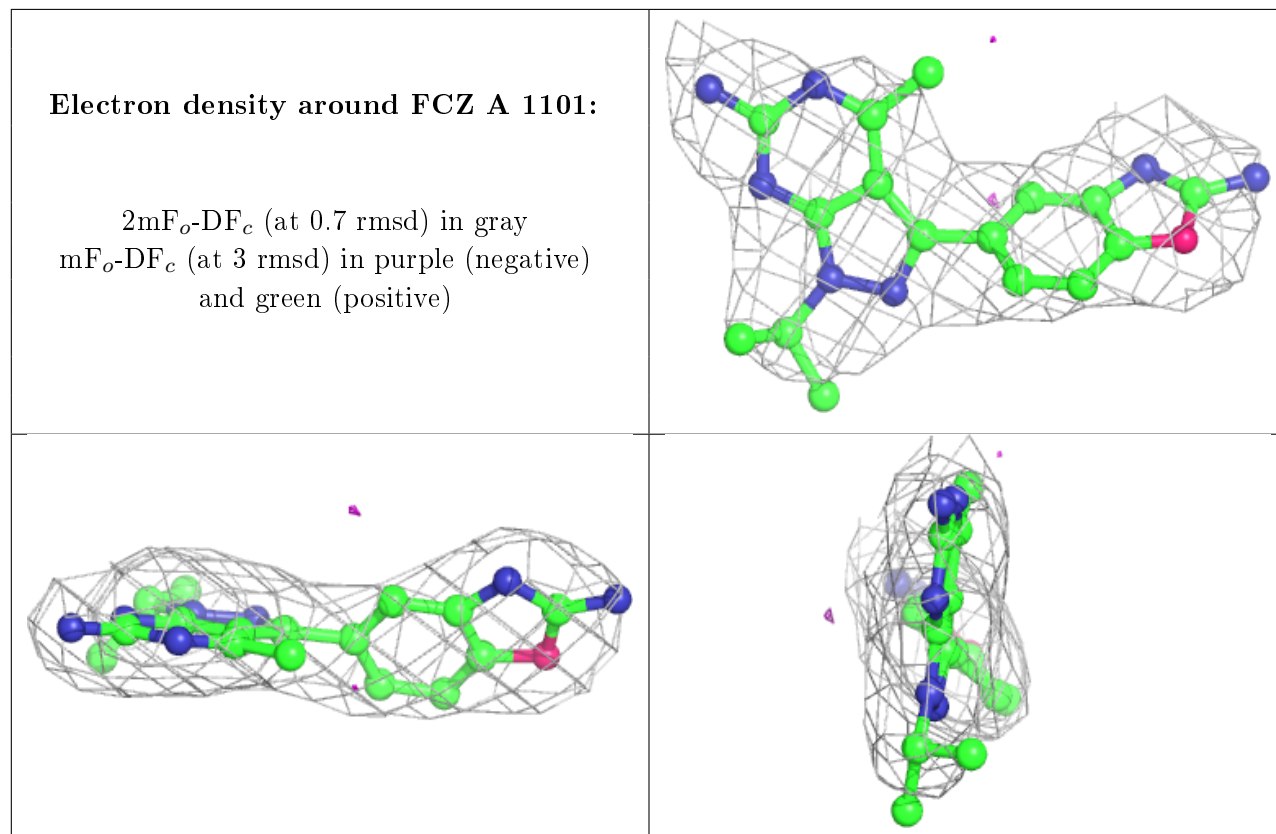 Electron density around FCZ A 1101:
2mFo-DFc (at 0.7 rmsd) in gray
mFo-DFc (at 3 rmsd) in purple (negative)
and green (positive)